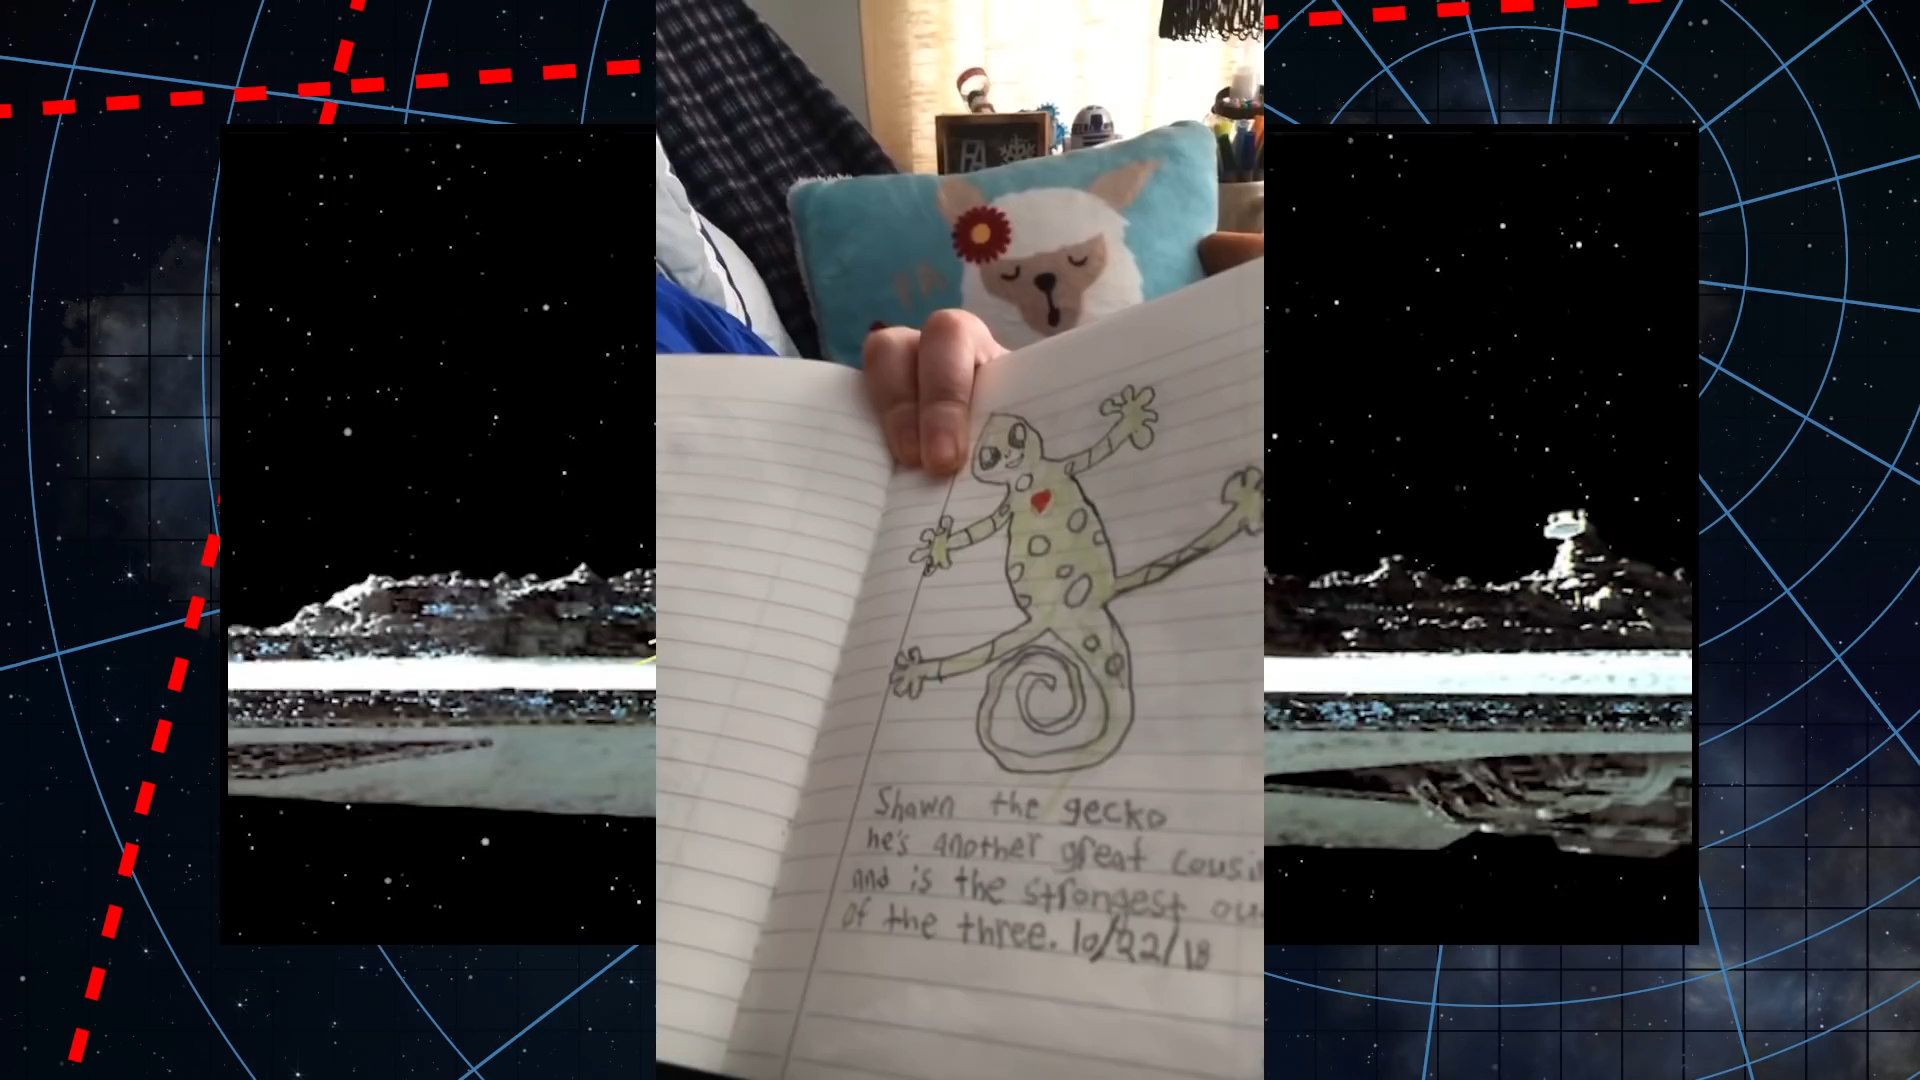 Shawn the gecko
he's another great
and is the strongest
of the three. 10/22/18